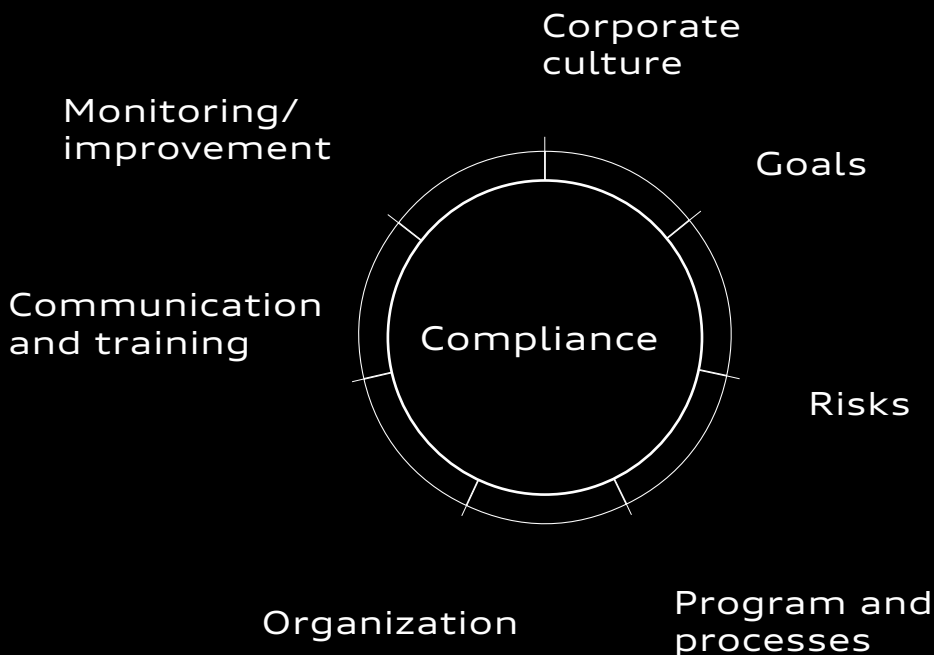 Corporate
culture
Monitoring/
improvement
Goals
Communication
and training
Compliance
Risks
Organization
Program and
processes